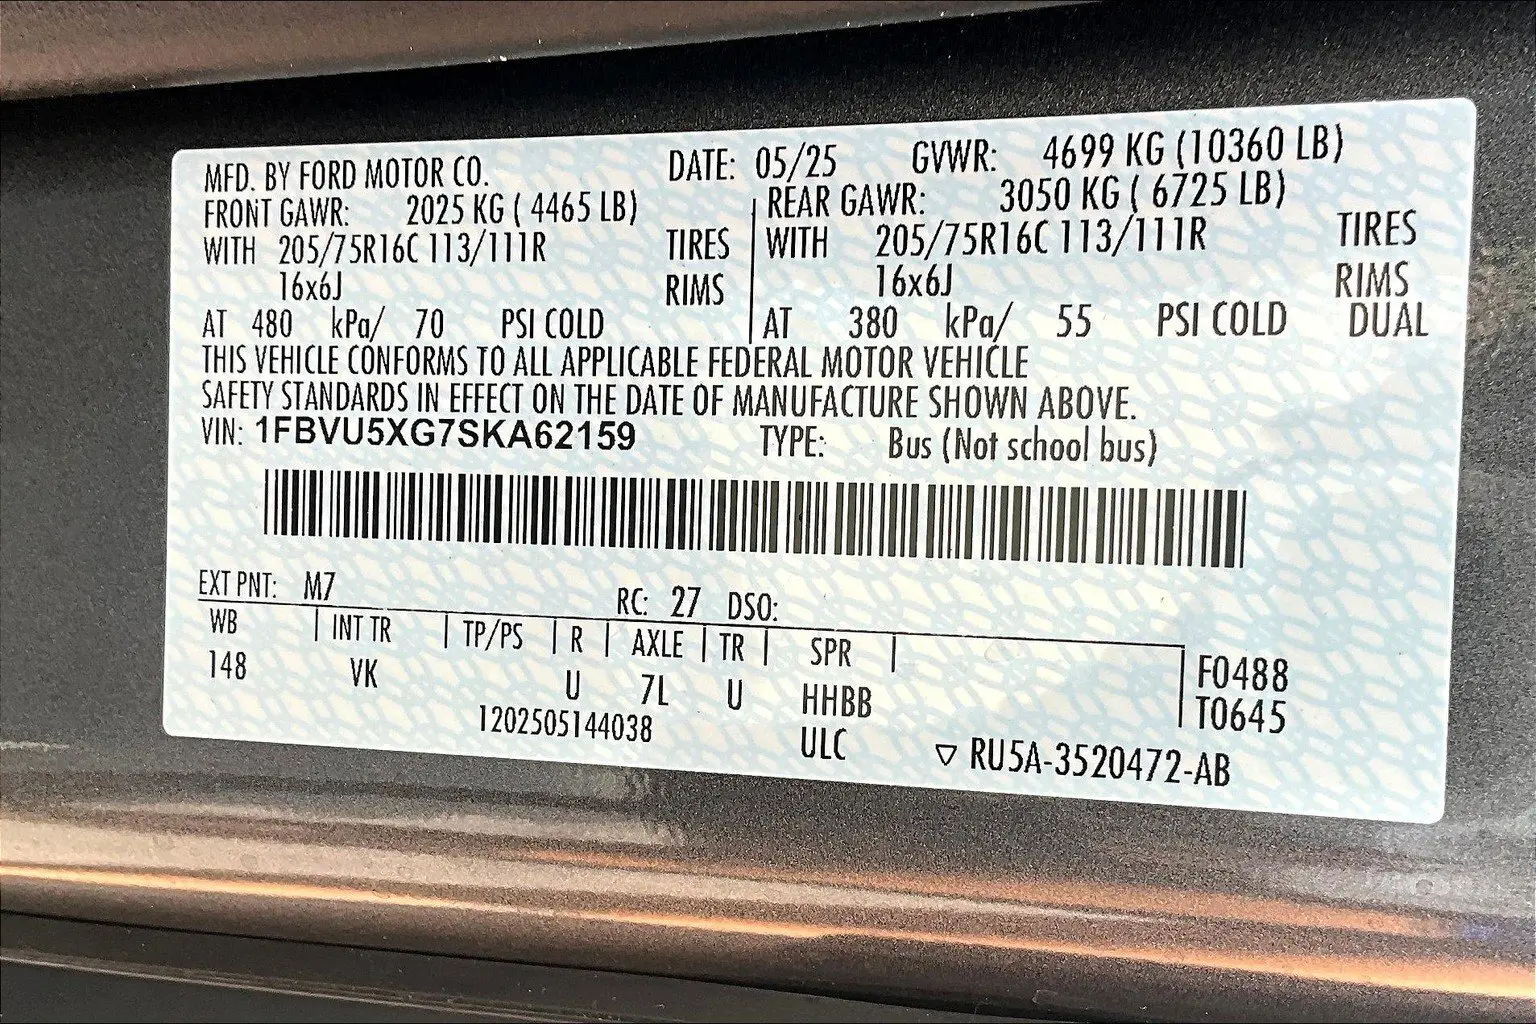 MFD. BY FORD MOTOR CO. DATE: 05/25 GVWR: 4699 KG (10360 LB)
FRONT GAWR: 2025 KG ( 4465 LB) REAR GAWR: 3050 KG ( 6725 LB)
WITH 205/75R16C 113/111R TIRES WITH 205/75R16C 113/111R TIRES
16x6J RIMS 16x6J RIMS
AT 480 kPa/ 70 PSI COLD AT 380 kPa/ 55 PSI COLD DUAL
THIS VEHICLE CONFORMS TO ALL APPLICABLE FEDERAL MOTOR VEHICLE
SAFETY STANDARDS IN EFFECT ON THE DATE OF MANUFACTURE SHOWN ABOVE.
VIN: 1FBVU5XG7SKA62159 TYPE: Bus (Not school bus)
EXT PNT: M7 RC: 27 DSO:
WB INT TR TP/PS R AXLE TR SPR
148 VK U 7L U HHBB F0488
1202505144038 ULC T0645
▽ RU5A-3520472-AB